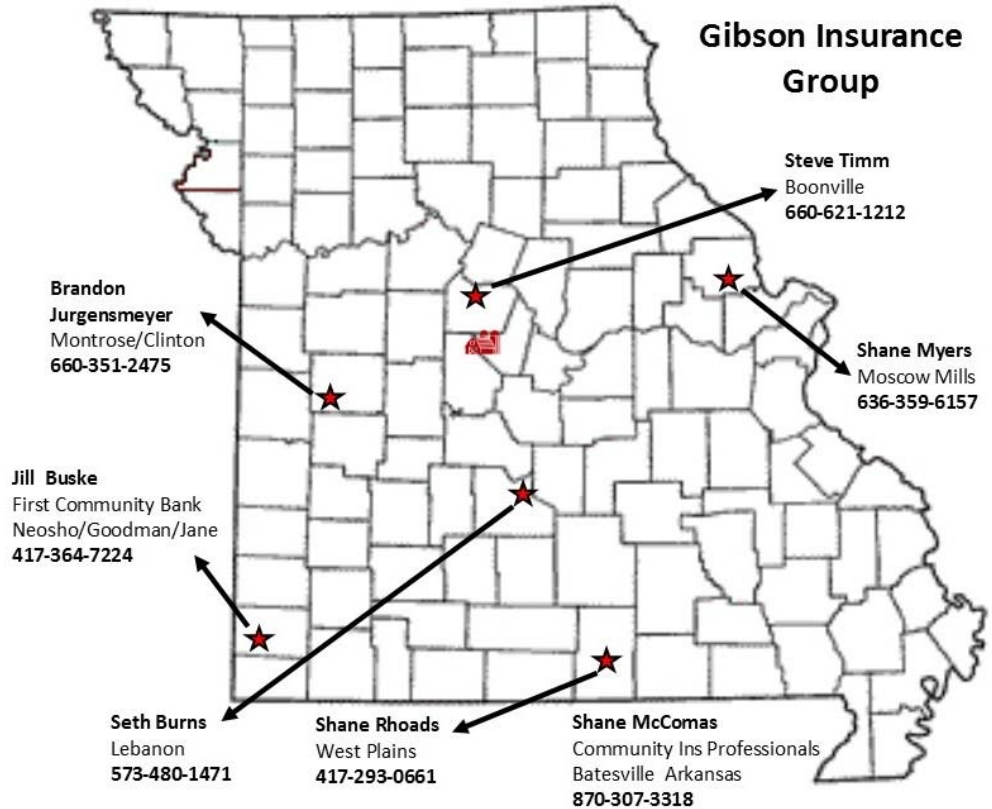 Gibson Insurance
Group
Steve Timm
Boonville
660-621-1212
Brandon
Jurgensmeyer
Montrose/Clinton
660-351-2475
Shane Myers
Moscow Mills
636-359-6157
Jill Buske
First Community Bank
Neosho/Goodman/Jane
417-364-7224
Seth Burns
Lebanon
573-480-1471
Shane Rhoads
West Plains
417-293-0661
Shane McComas
Community Ins Professionals
Batesville Arkansas
870-307-3318